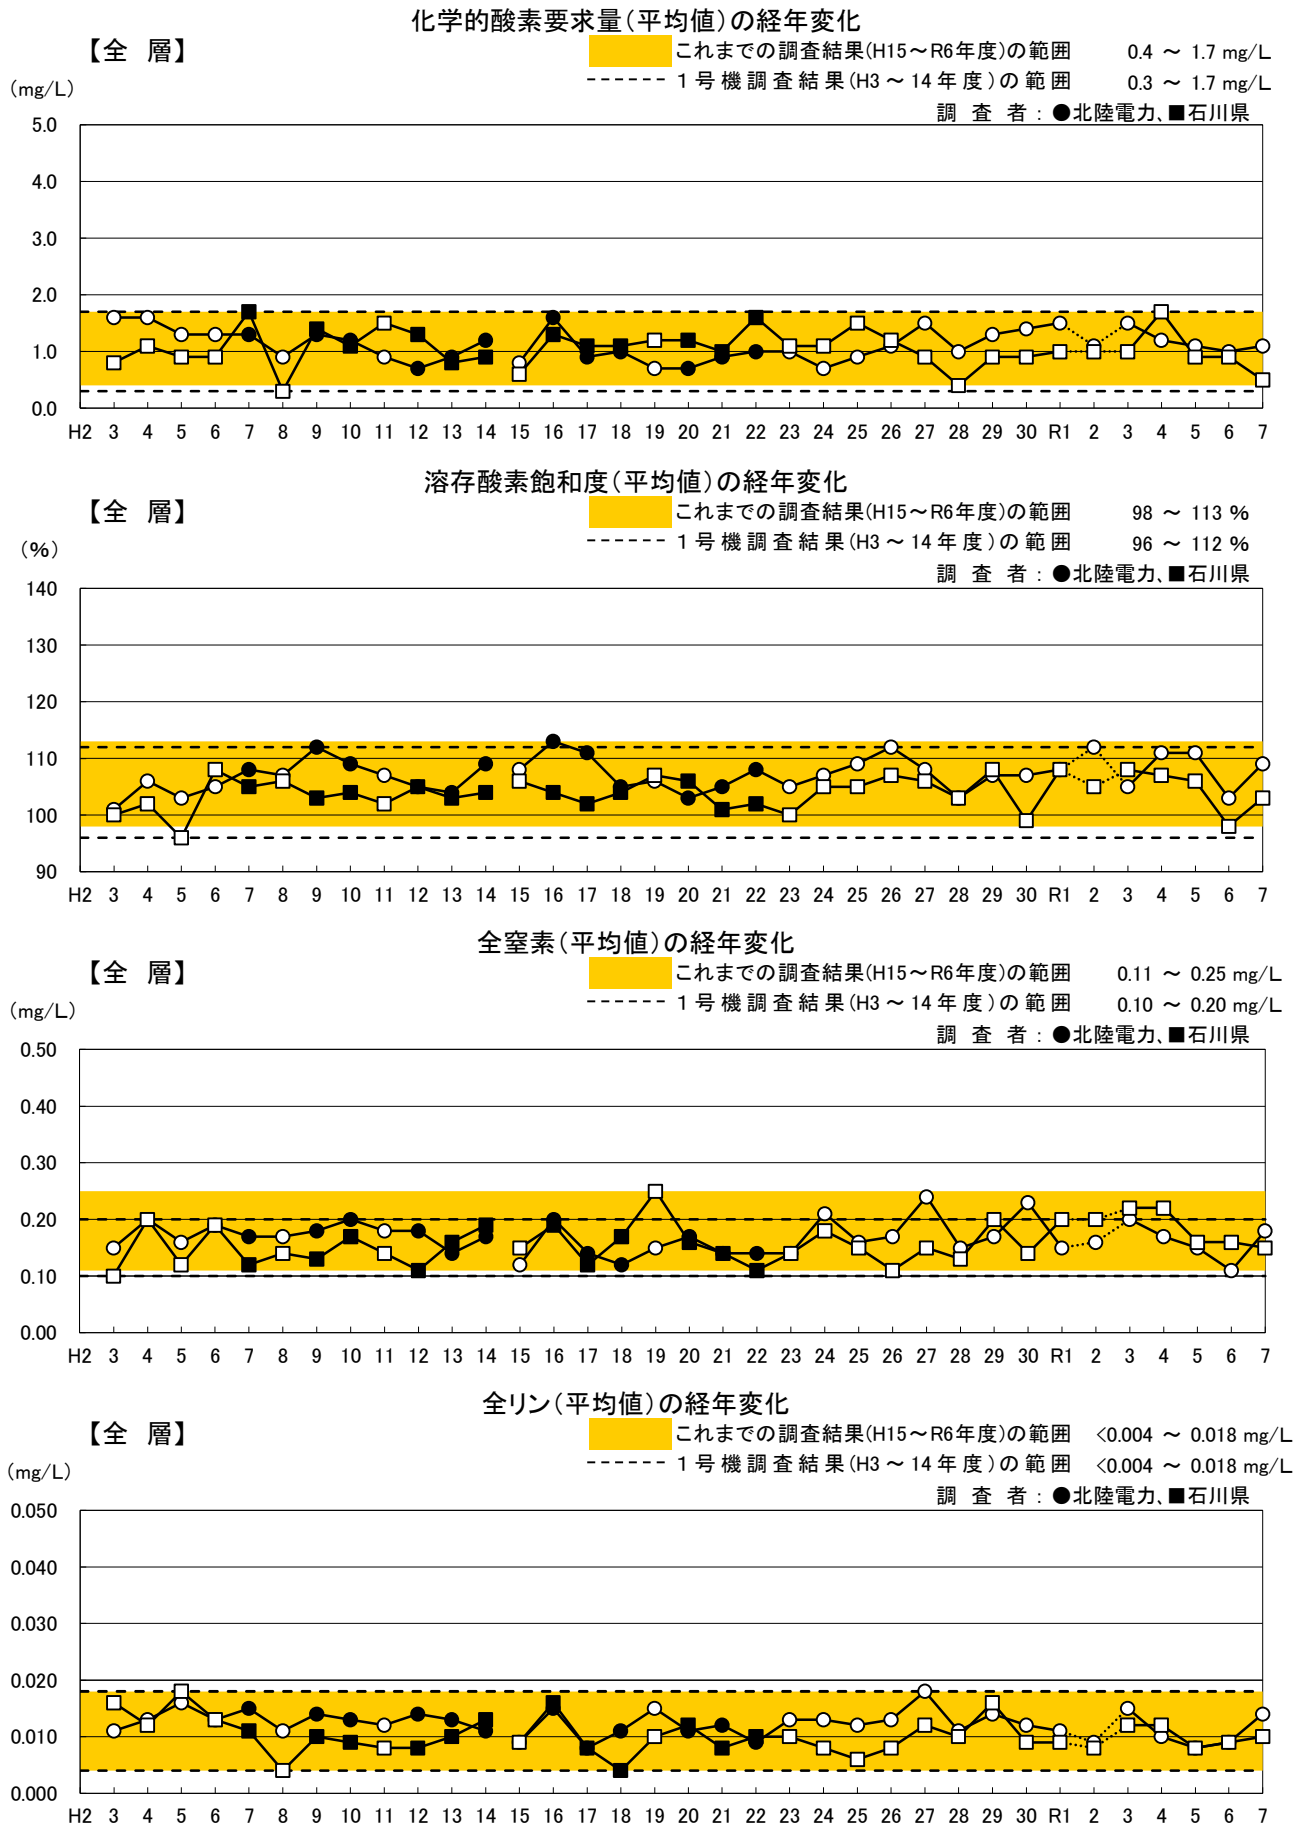 化学的酸素要求量(平均値)の経年変化
【全 層】
これまでの調査結果(H15～R6年度)の範囲 0.4 ～ 1.7 mg/L
1号機調査結果(H3～14年度)の範囲 0.3 ～ 1.7 mg/L
(mg/L)
調 査 者 : ●北陸電力、■石川県
5.0
4.0
3.0
2.0
1.0
0.0
H2 3 4 5 6 7 8 9 10 11 12 13 14 15 16 17 18 19 20 21 22 23 24 25 26 27 28 29 30 R1 2 3 4 5 6 7
溶存酸素飽和度(平均値)の経年変化
【全 層】
これまでの調査結果(H15～R6年度)の範囲 98 ～ 113 %
1号機調査結果(H3～14年度)の範囲 96 ～ 112 %
(%)
調 査 者 : ●北陸電力、■石川県
140
130
120
110
100
90
H2 3 4 5 6 7 8 9 10 11 12 13 14 15 16 17 18 19 20 21 22 23 24 25 26 27 28 29 30 R1 2 3 4 5 6 7
全窒素(平均値)の経年変化
【全 層】
これまでの調査結果(H15～R6年度)の範囲 0.11 ～ 0.25 mg/L
1号機調査結果(H3～14年度)の範囲 0.10 ～ 0.20 mg/L
(mg/L)
調 査 者 : ●北陸電力、■石川県
0.50
0.40
0.30
0.20
0.10
0.00
H2 3 4 5 6 7 8 9 10 11 12 13 14 15 16 17 18 19 20 21 22 23 24 25 26 27 28 29 30 R1 2 3 4 5 6 7
全リン(平均値)の経年変化
【全 層】
これまでの調査結果(H15～R6年度)の範囲 <0.004 ～ 0.018 mg/L
1号機調査結果(H3～14年度)の範囲 <0.004 ～ 0.018 mg/L
(mg/L)
調 査 者 : ●北陸電力、■石川県
0.050
0.040
0.030
0.020
0.010
0.000
H2 3 4 5 6 7 8 9 10 11 12 13 14 15 16 17 18 19 20 21 22 23 24 25 26 27 28 29 30 R1 2 3 4 5 6 7